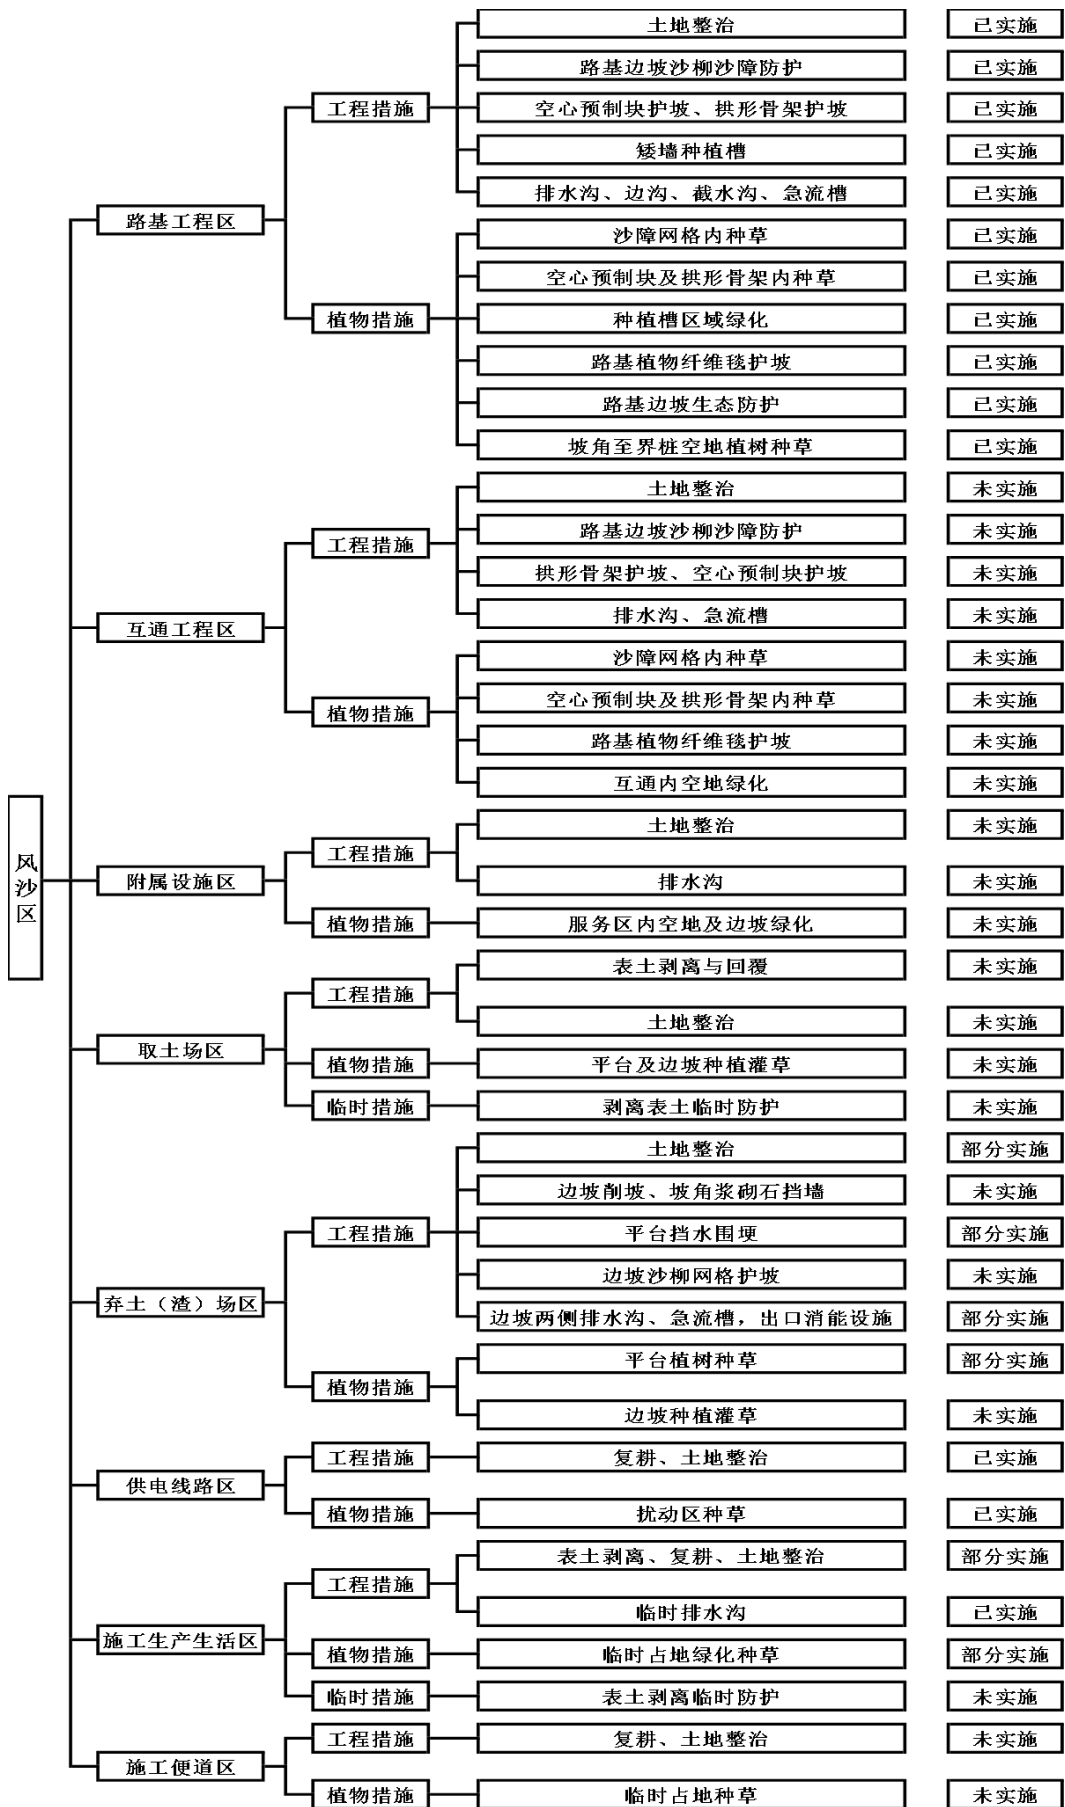 土地整治 已实施
路基边坡沙柳沙障防护 已实施
工程措施 空心预制块护坡、拱形骨架护坡 已实施
矮墙种植槽 已实施
排水沟、边沟、截水沟、急流槽 已实施
路基工程区
沙障网格内种草 已实施
空心预制块及拱形骨架内种草 已实施
植物措施 种植槽区域绿化 已实施
路基植物纤维毯护坡 已实施
路基边坡生态防护 已实施
坡角至界桩空地植树种草 已实施
土地整治 未实施
路基边坡沙柳沙障防护 未实施
工程措施
拱形骨架护坡、空心预制块护坡 未实施
排水沟、急流槽 未实施
互通工程区
沙障网格内种草 未实施
空心预制块及拱形骨架内种草 未实施
植物措施
路基植物纤维毯护坡 未实施
互通内空地绿化 未实施
风沙区
土地整治 未实施
工程措施
附属设施区 排水沟 未实施
植物措施 服务区内空地及边坡绿化 未实施
表土剥离与回覆 未实施
工程措施
土地整治 未实施
取土场区
植物措施 平台及边坡种植灌草 未实施
临时措施 剥离表土临时防护 未实施
土地整治 部分实施
边坡削坡、坡角浆砌石挡墙 未实施
工程措施 平台挡水围埂 部分实施
边坡沙柳网格护坡 未实施
弃土（渣）场区
边坡两侧排水沟、急流槽，出口消能设施 部分实施
平台植树种草 部分实施
植物措施
边坡种植灌草 未实施
工程措施 复耕、土地整治 已实施
供电线路区
植物措施 扰动区种草 已实施
表土剥离、复耕、土地整治 部分实施
工程措施
临时排水沟 已实施
施工生产生活区
植物措施 临时占地绿化种草 部分实施
临时措施 表土剥离临时防护 未实施
工程措施 复耕、土地整治 未实施
施工便道区
植物措施 临时占地种草 未实施